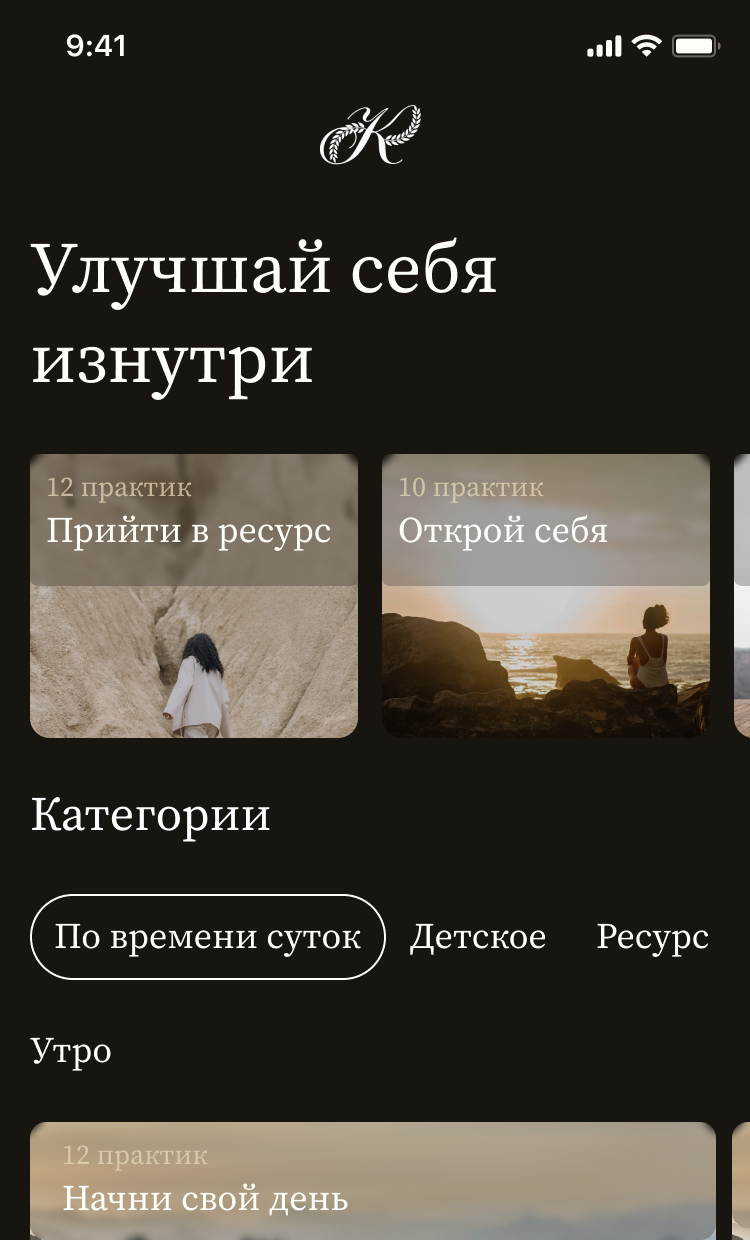 9:41
K
Улучшай себя
изнутри
12 практик
Прийти в ресурс
10 практик
Открой себя
Категории
По времени суток
Детское
Ресурс
Утро
12 практик
Начни свой день